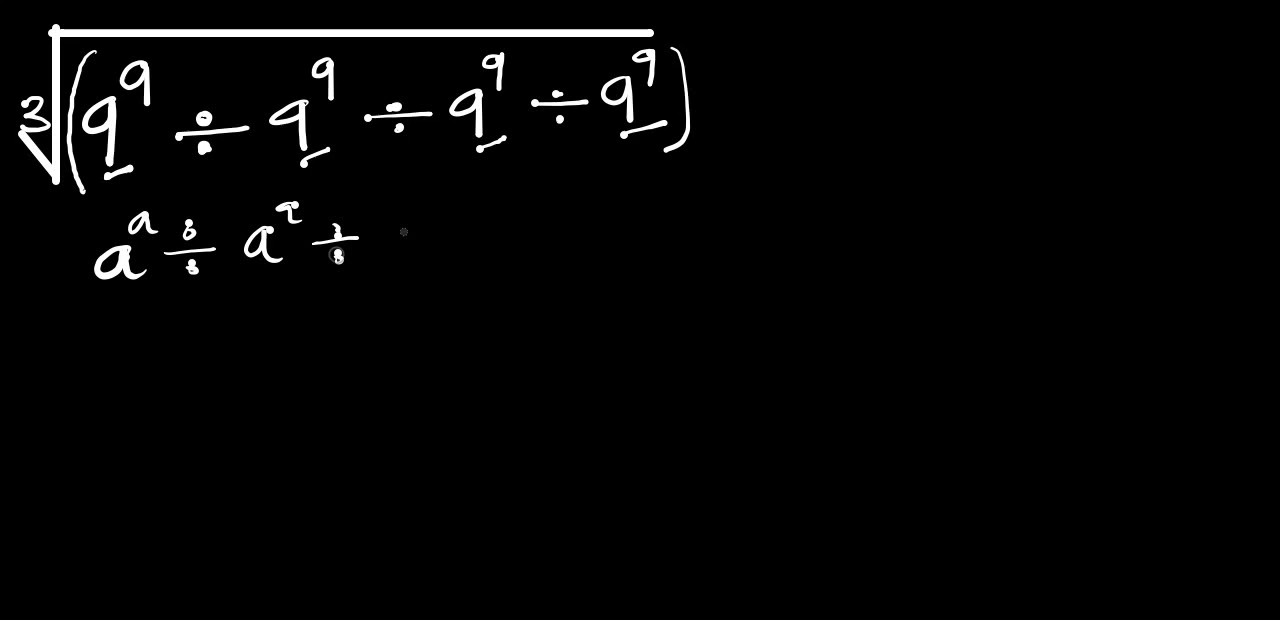 ∛(9⁹ ÷ 9⁹ ÷ 9⁹ ÷ 9⁹)
aᵃ ÷ a^a ÷